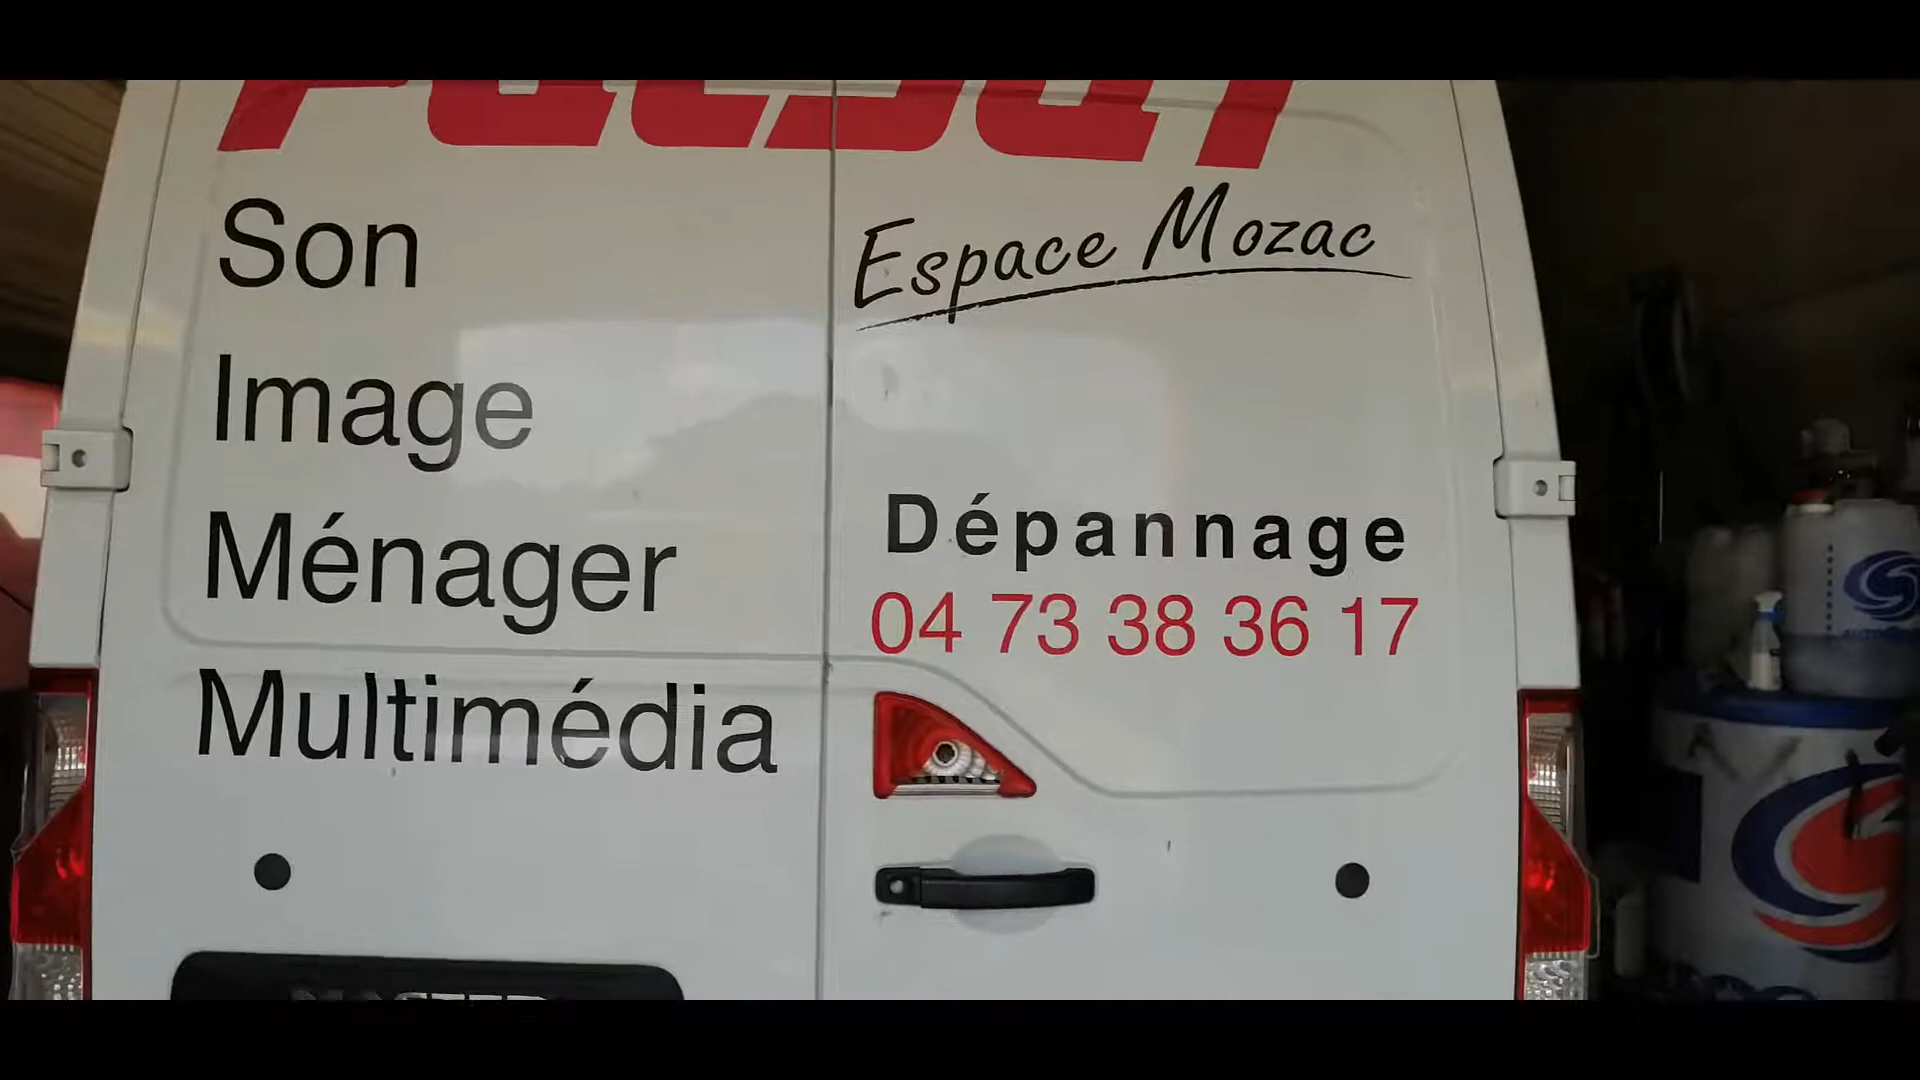 Son
Image
Ménager
Multimédia
Espace Mozac
Dépannage
04 73 38 36 17